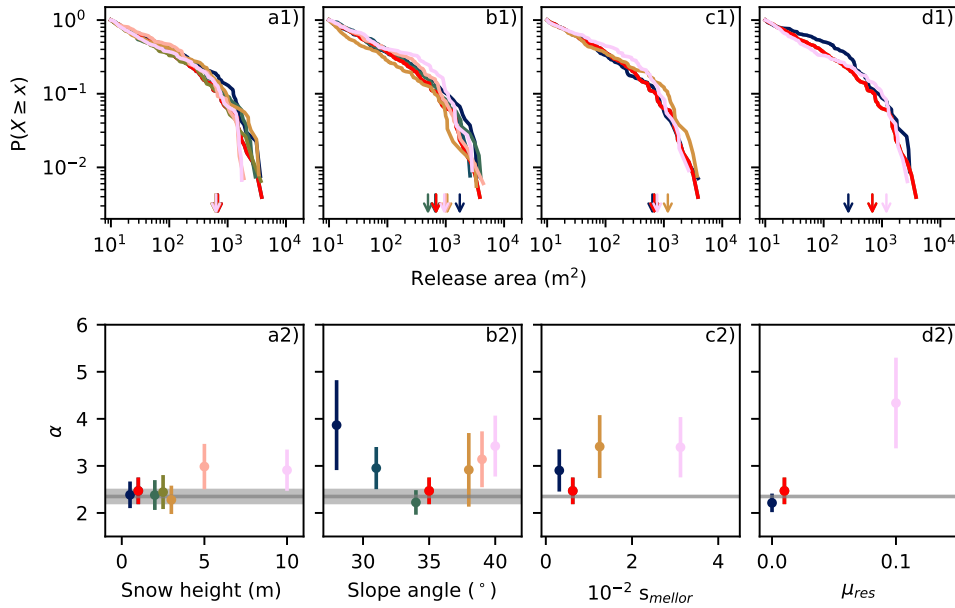 a1) b1) c1) d1)
P(X ≥ x)
10⁰
10⁻¹
10⁻²
10¹ 10² 10³ 10⁴ 10¹ 10² 10³ 10⁴ 10¹ 10² 10³ 10⁴ 10¹ 10² 10³ 10⁴
Release area (m²)
a2) b2) c2) d2)
α
6
5
4
3
2
0 5 10 30 35 40 0 2 4 0.0 0.1
Snow height (m) Slope angle (°) 10⁻² s_mellor μ_res